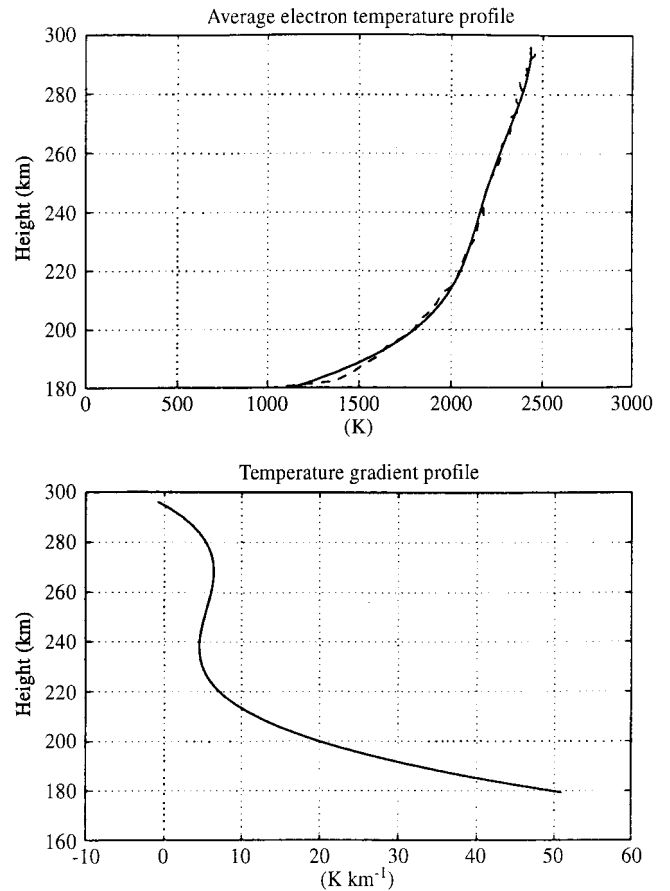 Average electron temperature profile
300
280
260
240
220
200
180
Height (km)
0 500 1000 1500 2000 2500 3000
(K)
Temperature gradient profile
300
280
260
240
220
200
180
160
Height (km)
-10 0 10 20 30 40 50 60
(K km⁻¹)